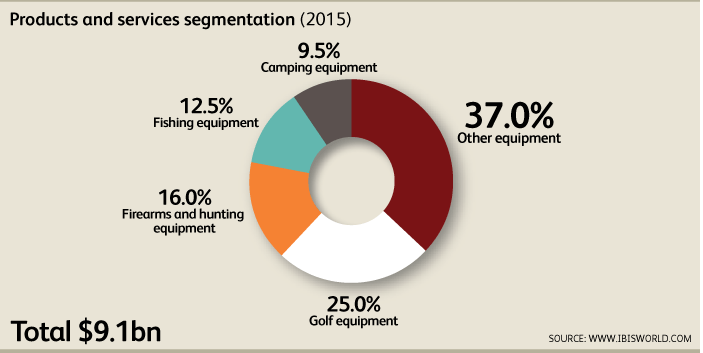 Products and services segmentation (2015)
9.5%
Camping equipment
12.5%
Fishing equipment
37.0%
Other equipment
16.0%
Firearms and hunting
equipment
25.0%
Golf equipment
Total $9.1bn
SOURCE: WWW.IBISWORLD.COM